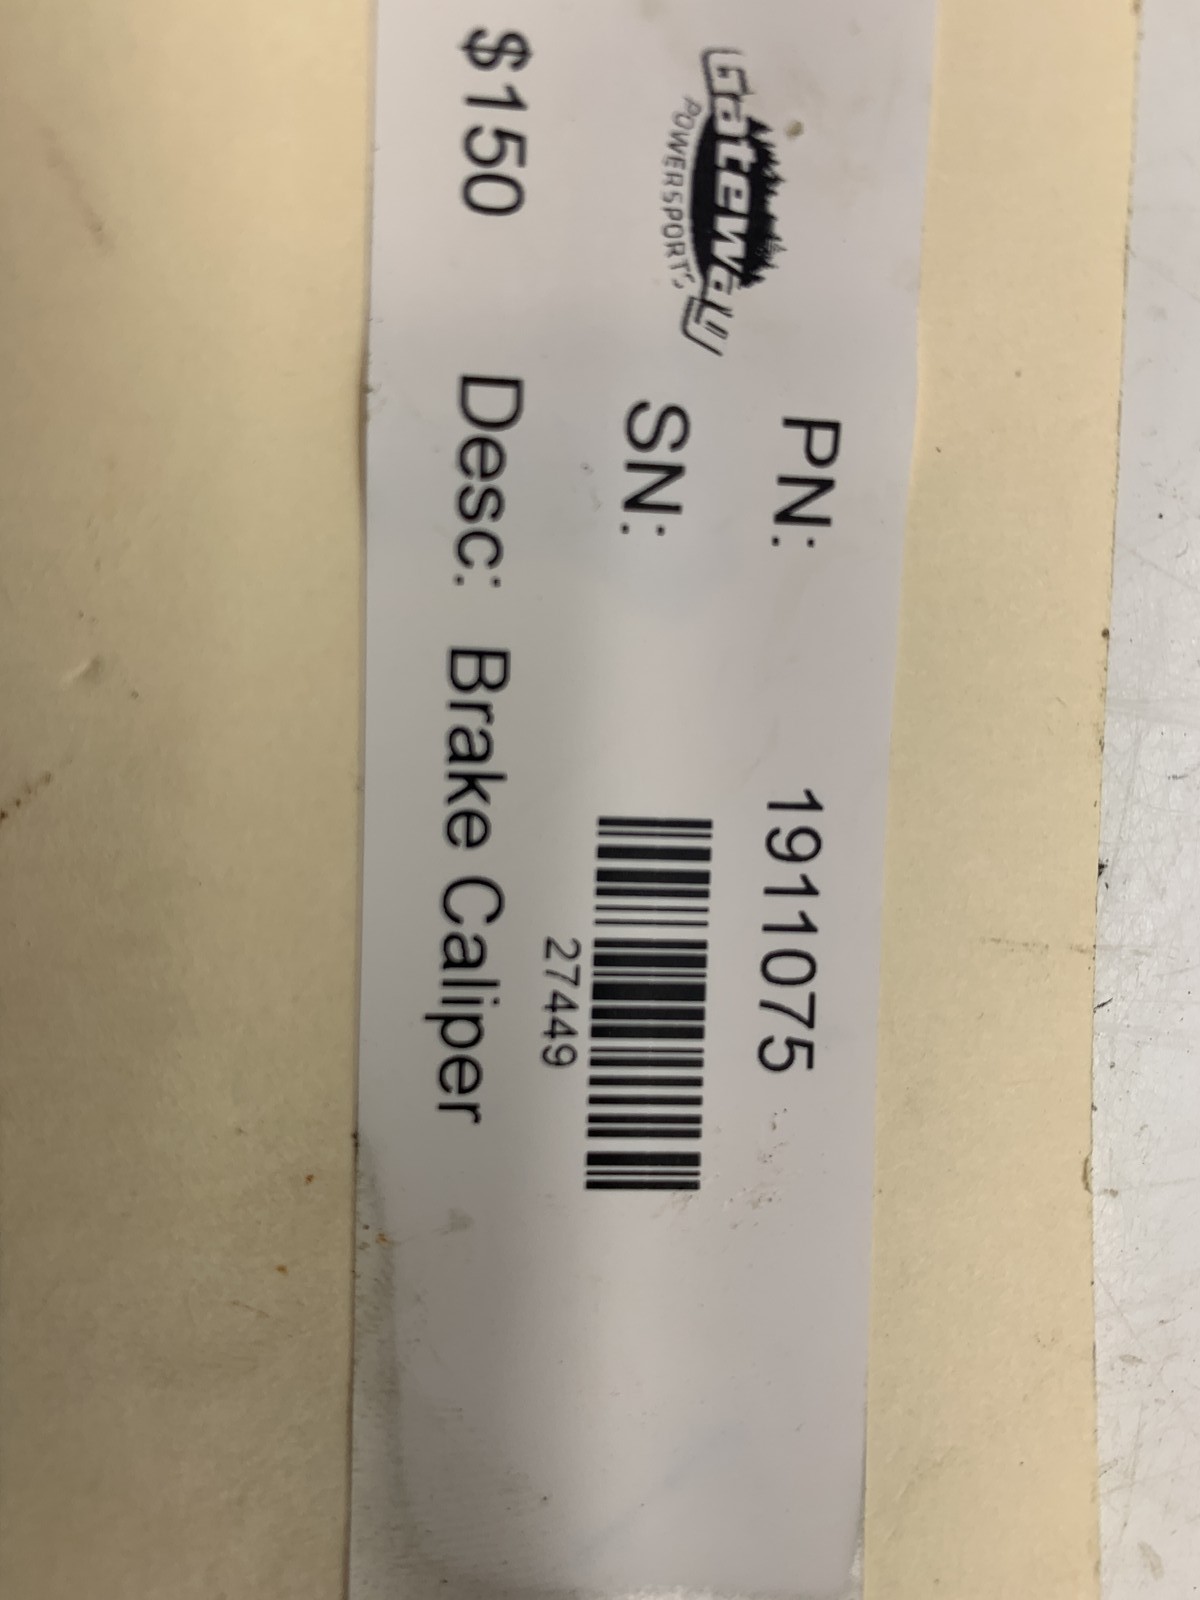 Gateway
POWERSPORTS
PN: 1911075
SN:
27449
$150 Desc: Brake Caliper